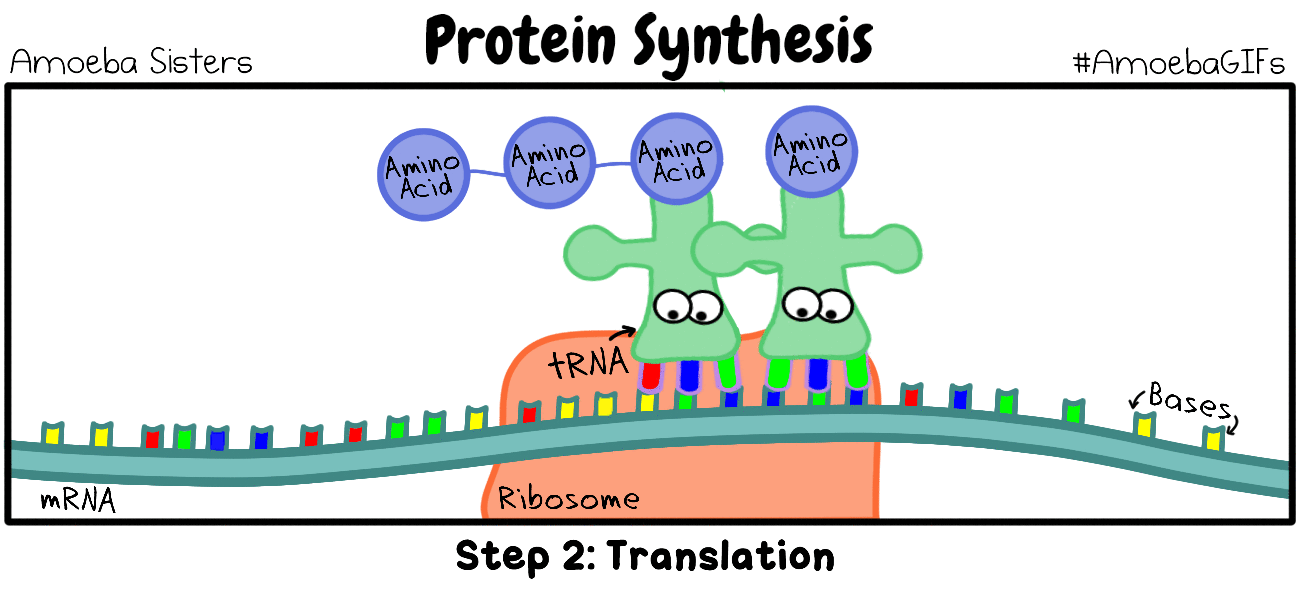 Protein Synthesis
Amoeba Sisters
#AmoebaGIFs
Amino
Acid
Amino
Acid
Amino
Acid
Amino
Acid
tRNA
Bases
mRNA
Ribosome
Step 2: Translation